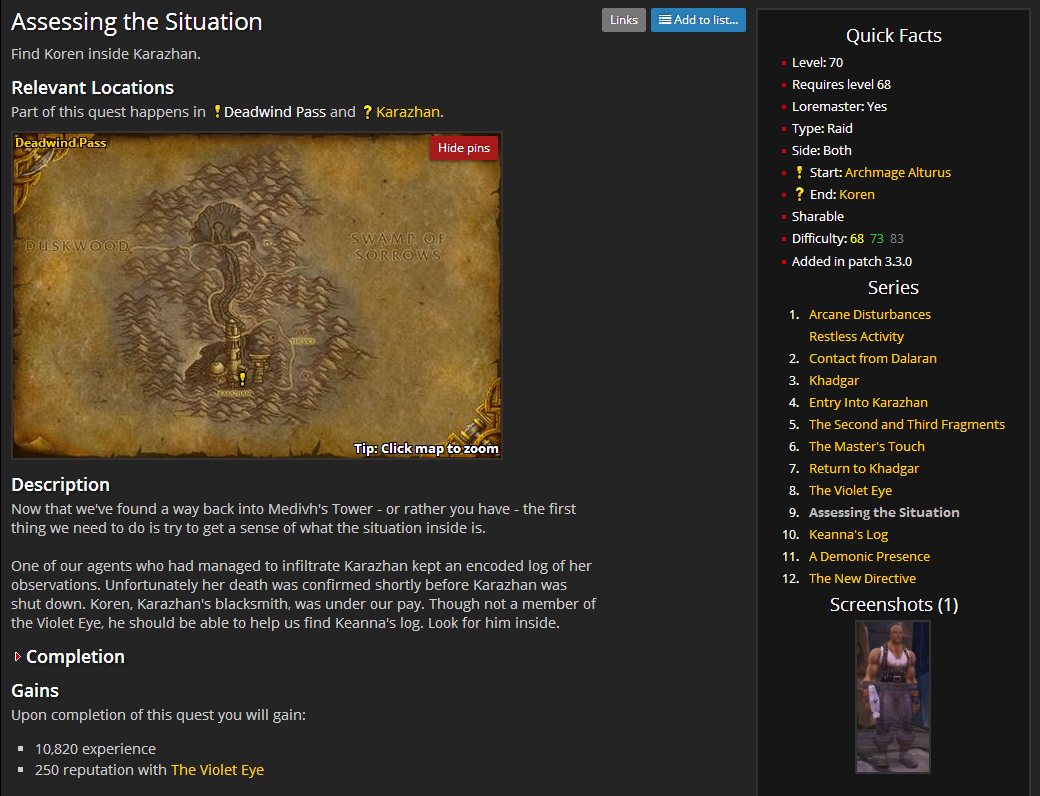 Assessing the Situation
Links
Add to list...
Find Koren inside Karazhan.
Relevant Locations
Part of this quest happens in Deadwind Pass and Karazhan.
Deadwind Pass
Hide pins
DUSKWOOD
SWAMP OF
SORROWS
THE VICE
KARAZHAN
Tip: Click map to zoom
Description
Now that we've found a way back into Medivh's Tower - or rather you have - the first
thing we need to do is try to get a sense of what the situation inside is.
One of our agents who had managed to infiltrate Karazhan kept an encoded log of her
observations. Unfortunately her death was confirmed shortly before Karazhan was
shut down. Koren, Karazhan's blacksmith, was under our pay. Though not a member of
the Violet Eye, he should be able to help us find Keanna's log. Look for him inside.
Completion
Gains
Upon completion of this quest you will gain:
10,820 experience
250 reputation with The Violet Eye
Quick Facts
Level: 70
Requires level 68
Loremaster: Yes
Type: Raid
Side: Both
Start: Archmage Alturus
End: Koren
Sharable
Difficulty: 68 73 83
Added in patch 3.3.0
Series
1. Arcane Disturbances
Restless Activity
2. Contact from Dalaran
3. Khadgar
4. Entry Into Karazhan
5. The Second and Third Fragments
6. The Master's Touch
7. Return to Khadgar
8. The Violet Eye
9. Assessing the Situation
10. Keanna's Log
11. A Demonic Presence
12. The New Directive
Screenshots (1)